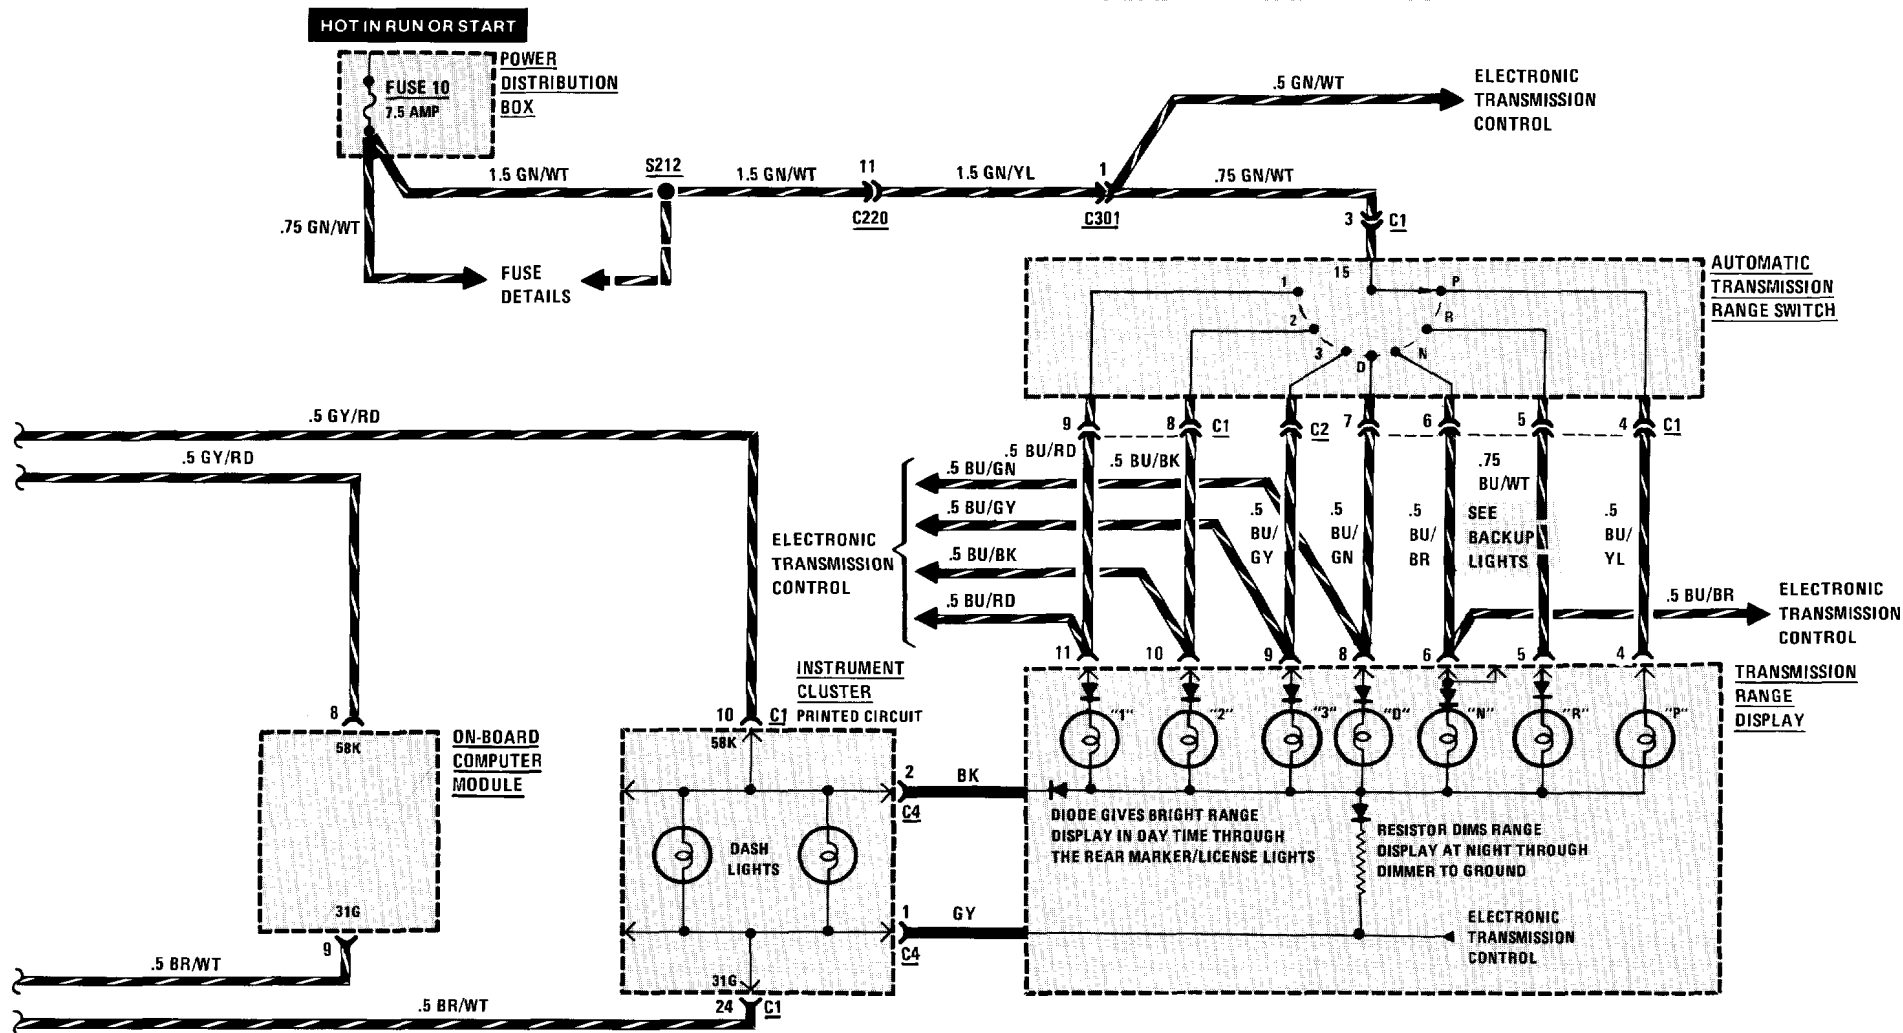 HOT IN RUN OR START
POWER
DISTRIBUTION
BOX
FUSE 10
7.5 AMP
.5 GN/WT
ELECTRONIC
TRANSMISSION
CONTROL
1.5 GN/WT
S212
1.5 GN/WT
11
C220
1.5 GN/YL
1
C301
.75 GN/WT
3
C1
.75 GN/WT
FUSE
DETAILS
AUTOMATIC
TRANSMISSION
RANGE SWITCH
15
1
2
3
D
N
R
P
.5 GY/RD
.5 GY/RD
9
8
C1
C2
7
6
5
4
C1
.5 BU/RD
.5 BU/BK
.5 BU/GN
.5 BU/GY
.5 BU/BK
.5 BU/RD
ELECTRONIC
TRANSMISSION
CONTROL
.5
BU/
GY
.5
BU/
GN
.5
BU/
BR
.75
BU/WT
SEE
BACKUP
LIGHTS
.5
BU/
YL
.5 BU/BR
ELECTRONIC
TRANSMISSION
CONTROL
11
10
9
8
6
5
4
TRANSMISSION
RANGE
DISPLAY
"1"
"2"
"3"
"D"
"N"
"R"
"P"
8
58K
ON-BOARD
COMPUTER
MODULE
31G
9
INSTRUMENT
CLUSTER
PRINTED CIRCUIT
10
C1
58K
2
C4
BK
DASH
LIGHTS
1
C4
GY
31G
24
C1
DIODE GIVES BRIGHT RANGE
DISPLAY IN DAY TIME THROUGH
THE REAR MARKER/LICENSE LIGHTS
RESISTOR DIMS RANGE
DISPLAY AT NIGHT THROUGH
DIMMER TO GROUND
ELECTRONIC
TRANSMISSION
CONTROL
.5 BR/WT
.5 BR/WT